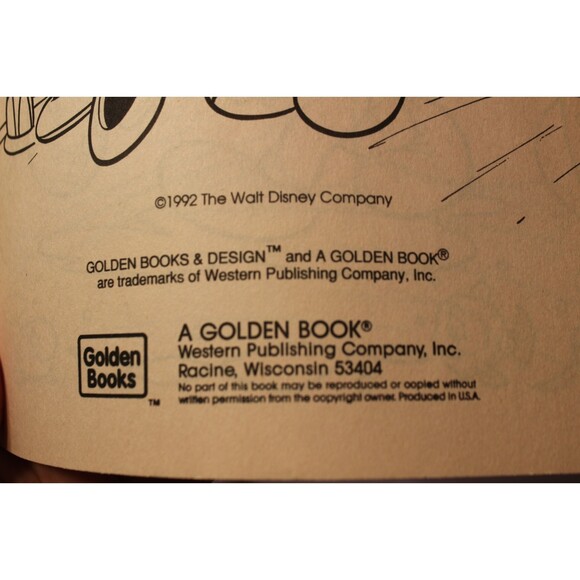 ©1992 The Walt Disney Company
GOLDEN BOOKS & DESIGN™ and A GOLDEN BOOK®
are trademarks of Western Publishing Company, Inc.
Golden
Books
™
A GOLDEN BOOK®
Western Publishing Company, Inc.
Racine, Wisconsin 53404
No part of this book may be reproduced or copied without
written permission from the copyright owner. Produced in U.S.A.